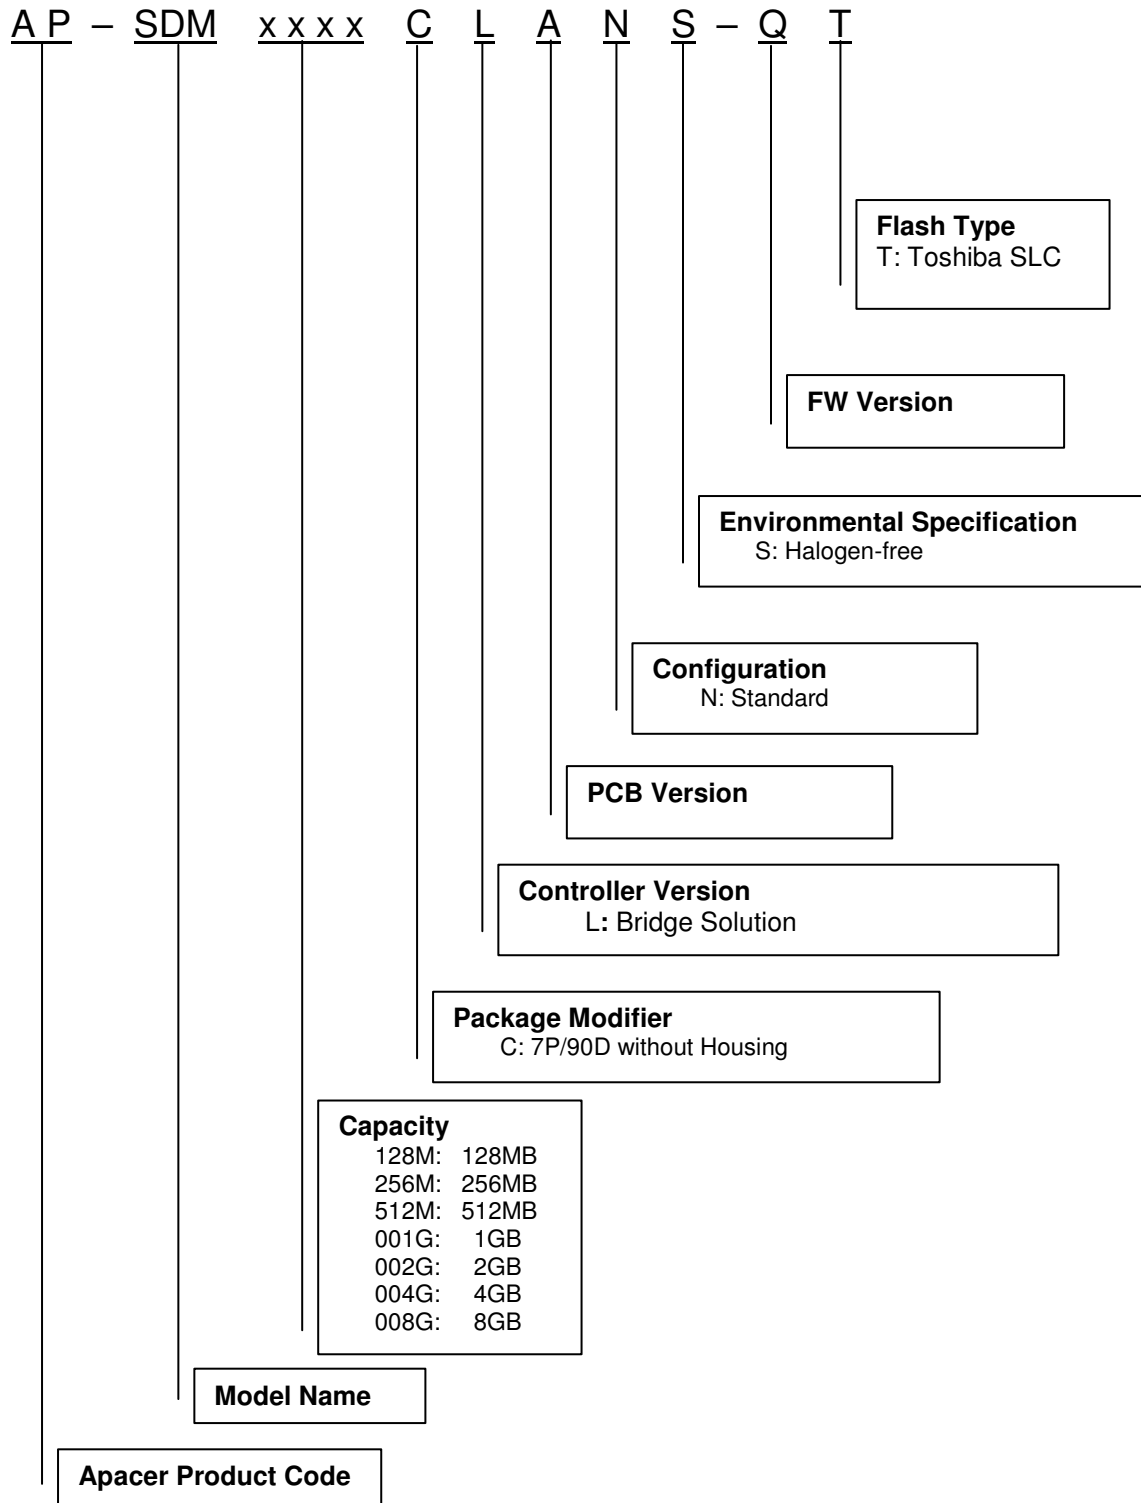 AP – SDM xxxx C L A N S – Q T
Flash Type
T: Toshiba SLC
FW Version
Environmental Specification
S: Halogen-free
Configuration
N: Standard
PCB Version
Controller Version
L: Bridge Solution
Package Modifier
C: 7P/90D without Housing
Capacity
128M: 128MB
256M: 256MB
512M: 512MB
001G: 1GB
002G: 2GB
004G: 4GB
008G: 8GB
Model Name
Apacer Product Code